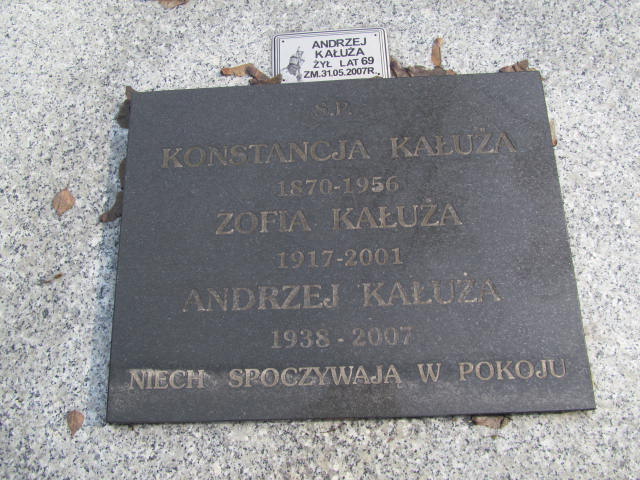 ANDRZEJ
KAŁUŻA
ŻYŁ LAT 69
ZM.31.05.2007R.
Ś.P.
KONSTANCJA KAŁUŻA
1870-1956
ZOFIA KAŁUŻA
1917-2001
ANDRZEJ KAŁUŻA
1938-2007
NIECH SPOCZYWAJĄ W POKOJU